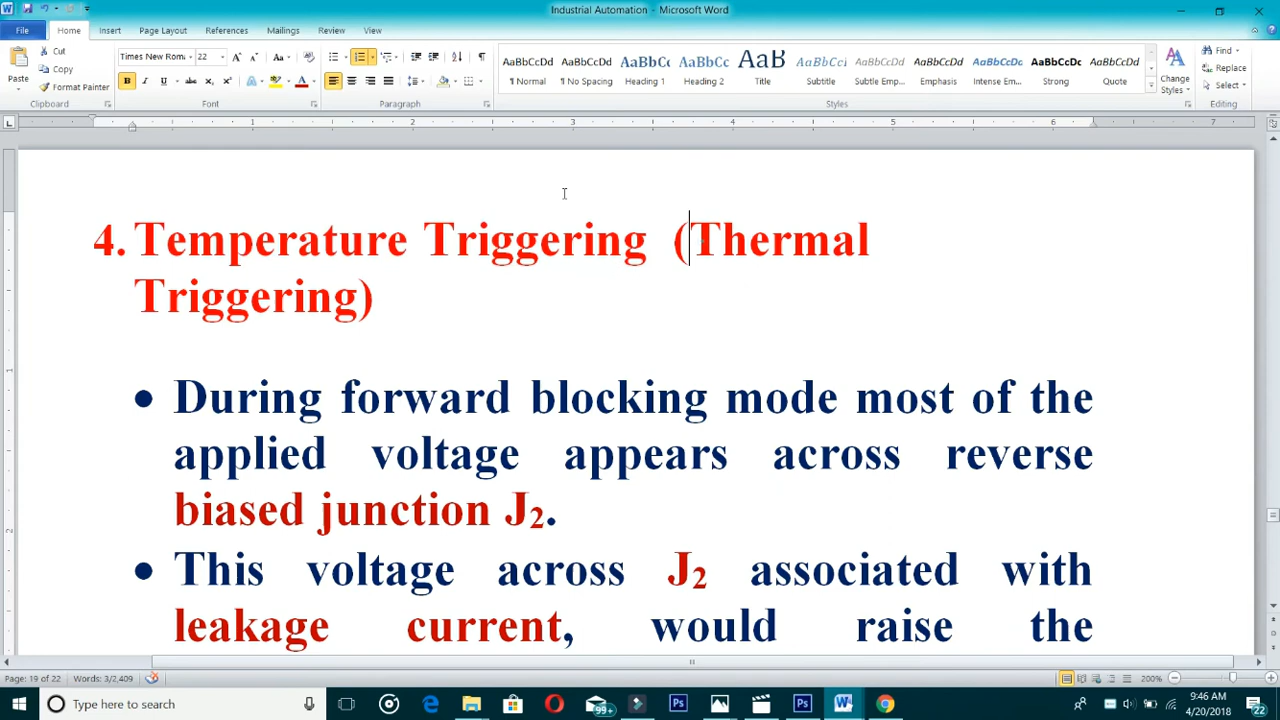 Industrial Automation - Microsoft Word
File Home Insert Page Layout References Mailings Review View
Cut
Copy
Format Painter
Paste
Times New Roma 22
AaBbCcDd AaBbCcDd AaBbCc AaBbCc AaB AaBbCcI AaBbCcDd AaBbCcDd AaBbCcDd AaBbCcDd AaBbCcDd
¶ Normal ¶ No Spacing Heading 1 Heading 2 Title Subtitle Subtle Emp... Emphasis Intense Em... Strong Quote
Change Styles
Find
Replace
Select
Clipboard Font Paragraph Styles Editing
4. Temperature Triggering (Thermal
Triggering)
• During forward blocking mode most of the
applied voltage appears across reverse
biased junction J₂.
• This voltage across J₂ associated with
leakage current, would raise the
Page: 19 of 22 Words: 3/2,409 200%
Type here to search
99+
9:46 AM
4/20/2018
22